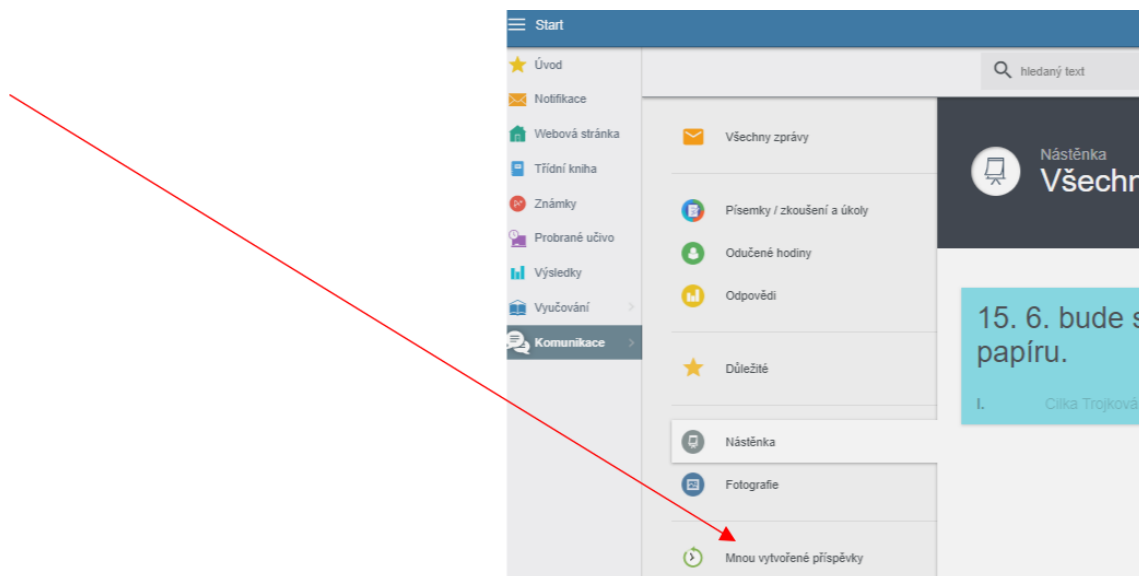 Start
Úvod
Notifikace
Webová stránka
Třídní kniha
Známky
Probrané učivo
Výsledky
Vyučování
Komunikace
hledaný text
Všechny zprávy
Písemky / zkoušení a úkoly
Odučené hodiny
Odpovědi
Důležité
Nástěnka
Fotografie
Mnou vytvořené příspěvky
Nástěnka
Všechn
15. 6. bude s
papíru.
I. Cilka Trojková